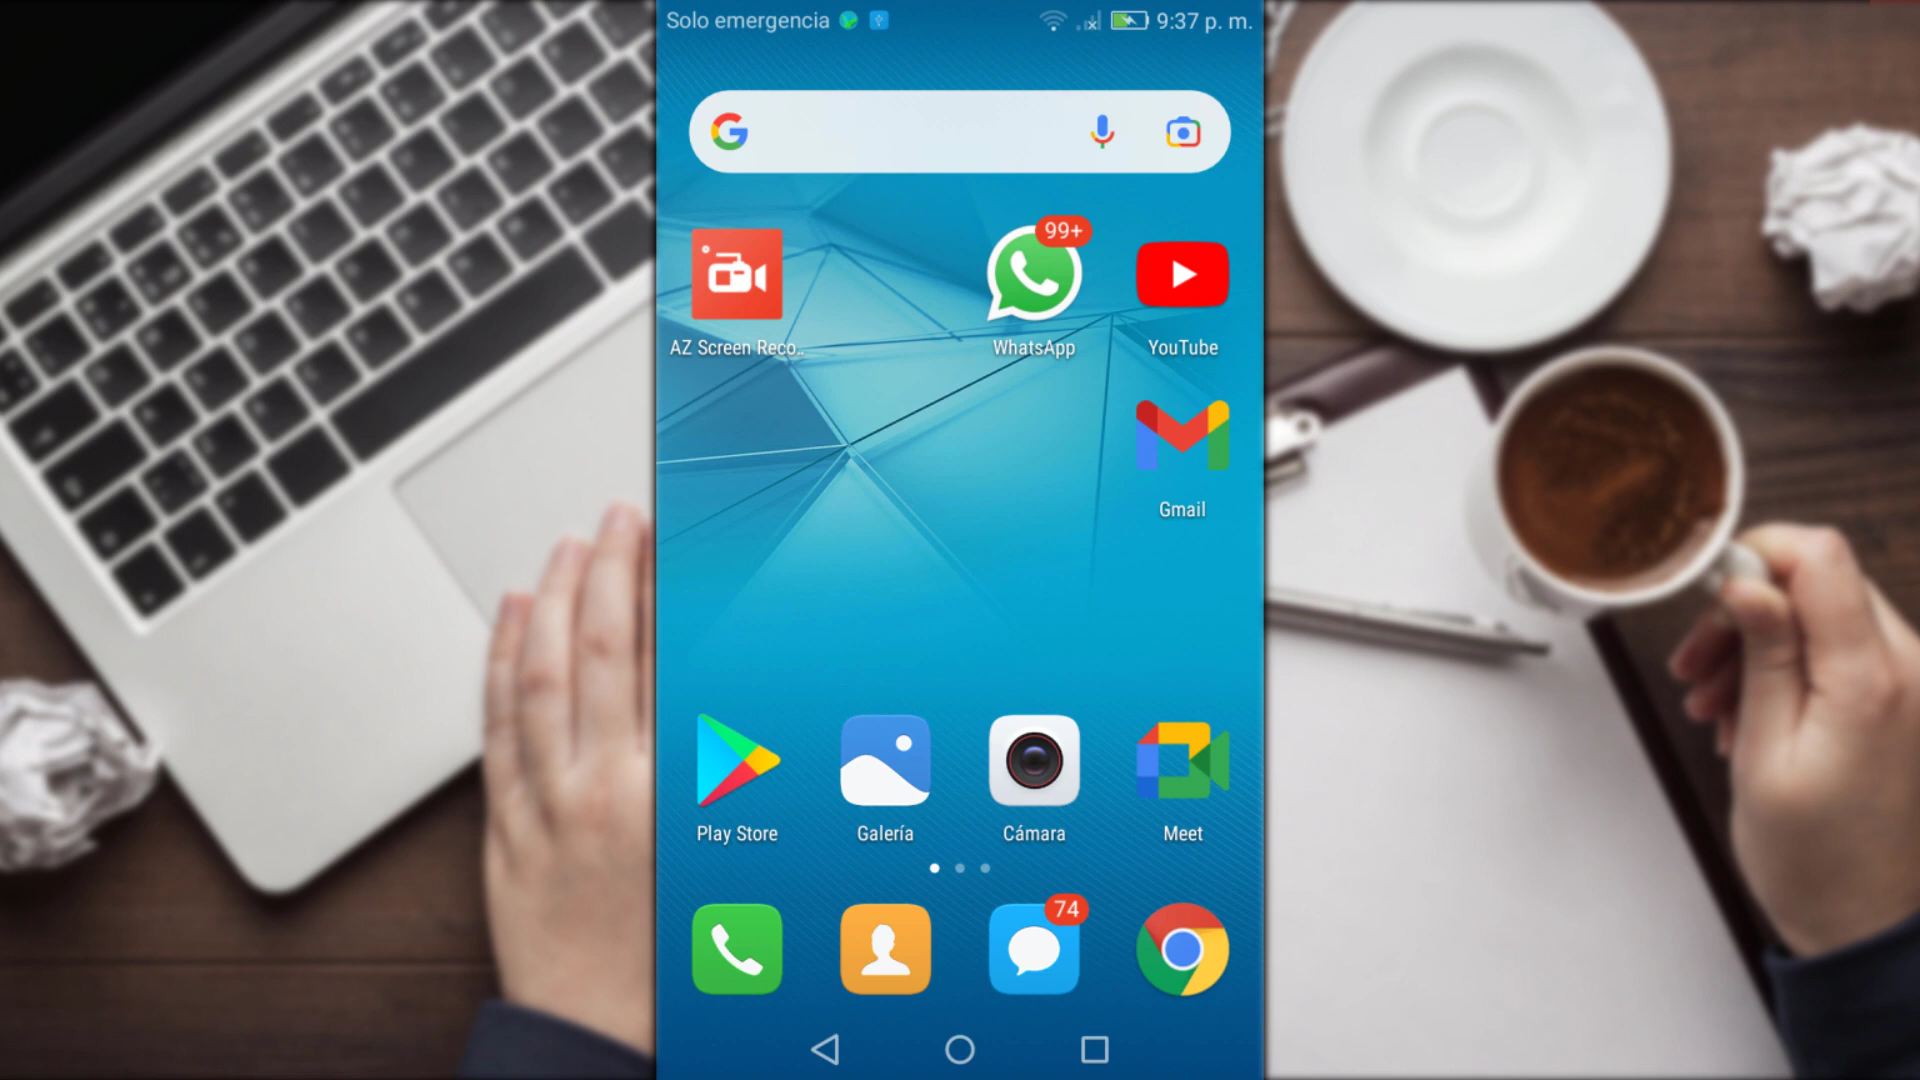 Solo emergencia 9:37 p. m.
99+
AZ Screen Reco..
WhatsApp
YouTube
Gmail
Play Store
Galería
Cámara
Meet
74